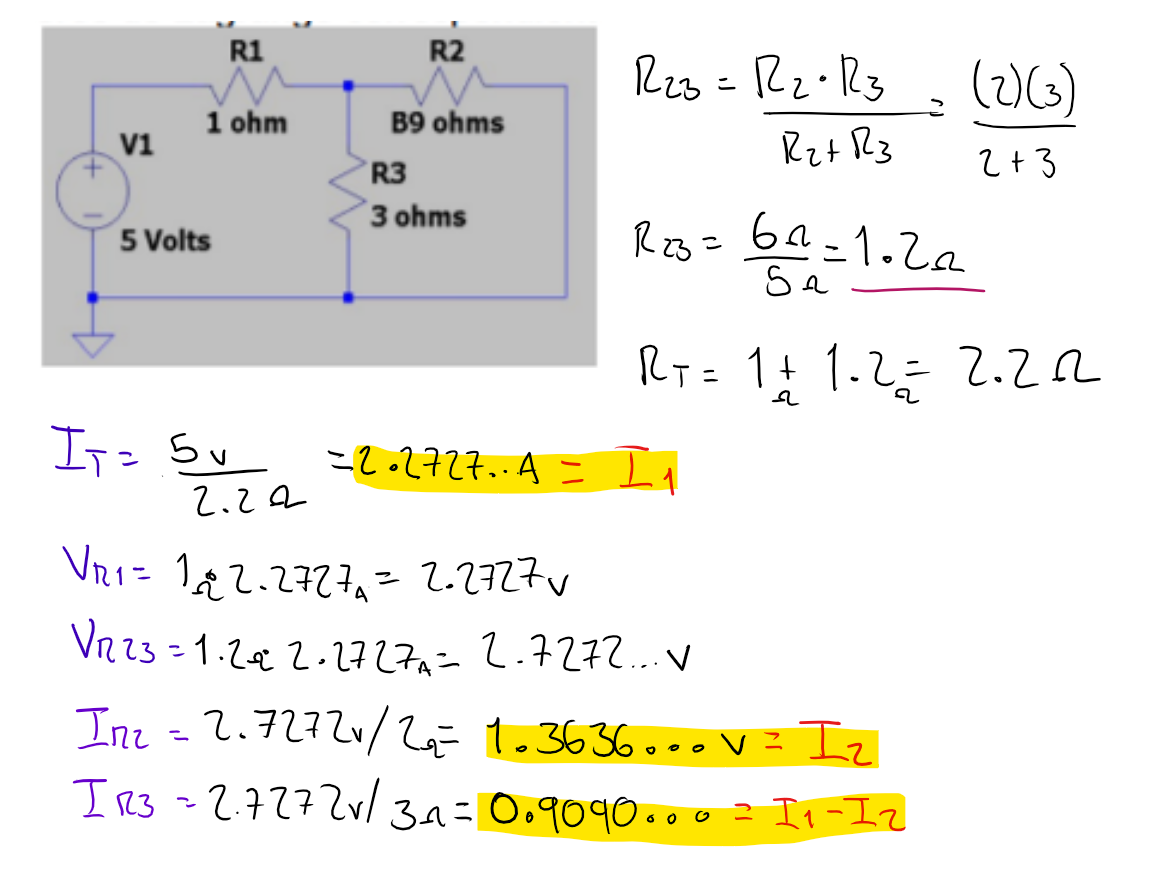 R1
R2
1 ohm
B9 ohms
V1
R3
3 ohms
5 Volts
R23 = R2 · R3 / R2 + R3 = (2)(3) / 2 + 3
R23 = 6Ω / 5Ω = 1.2Ω
RT = 1Ω + 1.2Ω = 2.2Ω
IT = 5v / 2.2Ω = 2.2727..A = I1
VR1 = 1Ω · 2.2727A = 2.2727v
VR23 = 1.2Ω · 2.2727A = 2.7272...v
IR2 = 2.7272v/2Ω = 1.3636...v = I2
IR3 = 2.7272v/3Ω = 0.9090... = I1-I2